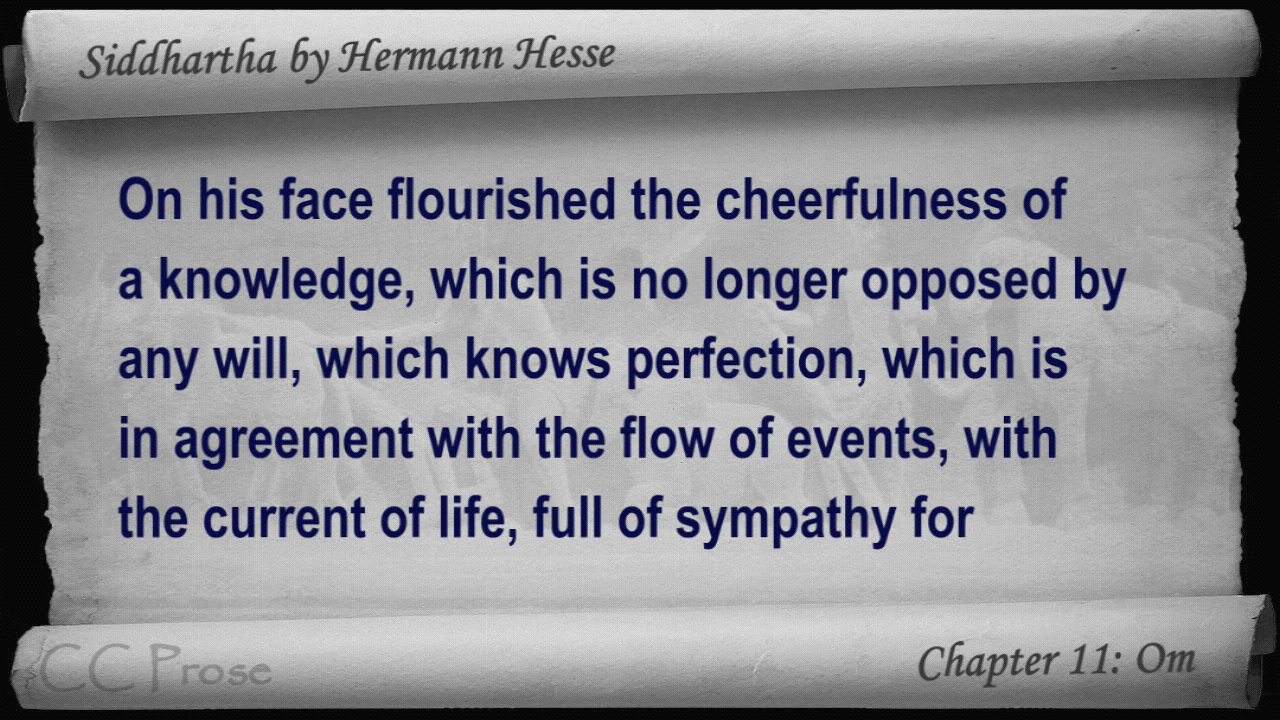 Siddhartha by Hermann Hesse
On his face flourished the cheerfulness of
a knowledge, which is no longer opposed by
any will, which knows perfection, which is
in agreement with the flow of events, with
the current of life, full of sympathy for
CC Prose
Chapter 11: Om